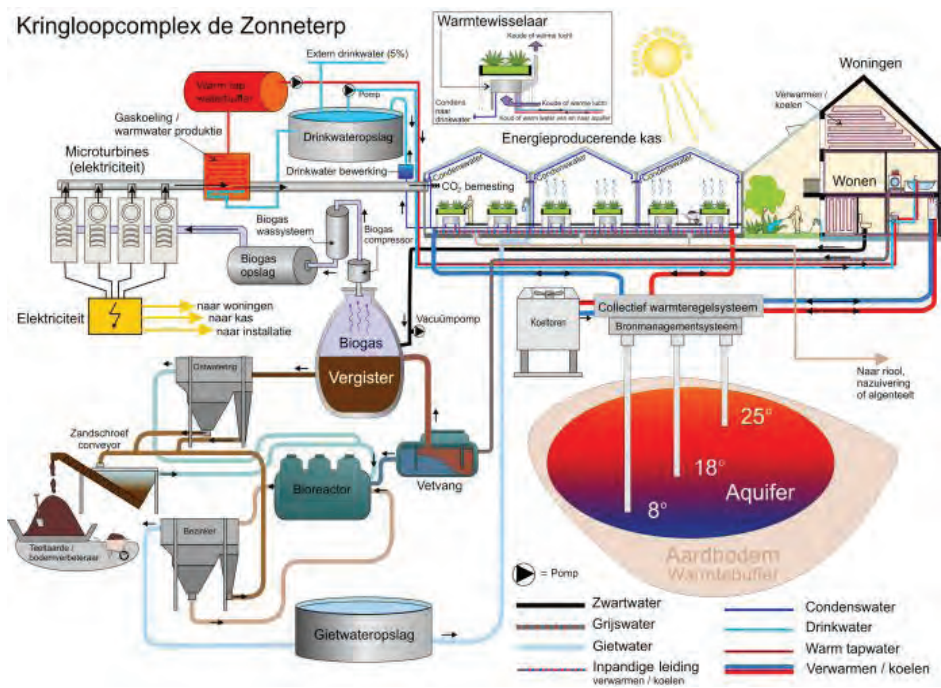 Kringloopcomplex de Zonneterp
Warmtewisselaar
Koude of warme lucht
Condens
naar
drinkwater
Koude of warme lucht
Koud of warm water van en naar aquifer
Extern drinkwater (5%)
Warm tap
waterbuffer
Pomp
Drinkwateropslag
Drinkwater bewerking
Gaskoeling /
warmwater produktie
Microturbines
(elektriciteit)
Energieproducerende kas
Condenswater
Condenswater
Condenswater
CO2 bemesting
Woningen
Verwarmen /
koelen
Wonen
Biogas
wassysteem
Biogas
compressor
Biogas
opslag
Elektriciteit
naar woningen
naar kas
naar installatie
Vacuümpomp
Biogas
Vergister
Koeltoren
Collectief warmteregelsysteem
Bronmanagementsysteem
Naar riool,
nazuivering
of algenteelt
Ontwatering
Zandschroef
conveyor
Bioreactor
Vetvang
25°
18°
8°
Aquifer
Aardbodem
Warmtebuffer
Teeltaarde /
bodemverbeteraar
Bezinker
Gietwateropslag
= Pomp
Zwartwater
Grijswater
Gietwater
Inpandige leiding
verwarmen / koelen
Condenswater
Drinkwater
Warm tapwater
Verwarmen / koelen